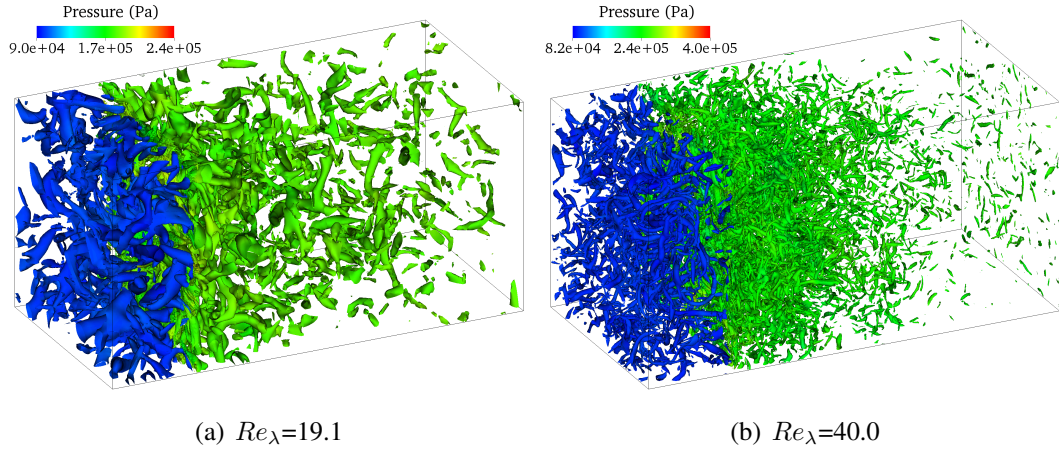 Pressure (Pa)
9.0e+04 1.7e+05 2.4e+05
Pressure (Pa)
8.2e+04 2.4e+05 4.0e+05
(a) Reλ=19.1
(b) Reλ=40.0